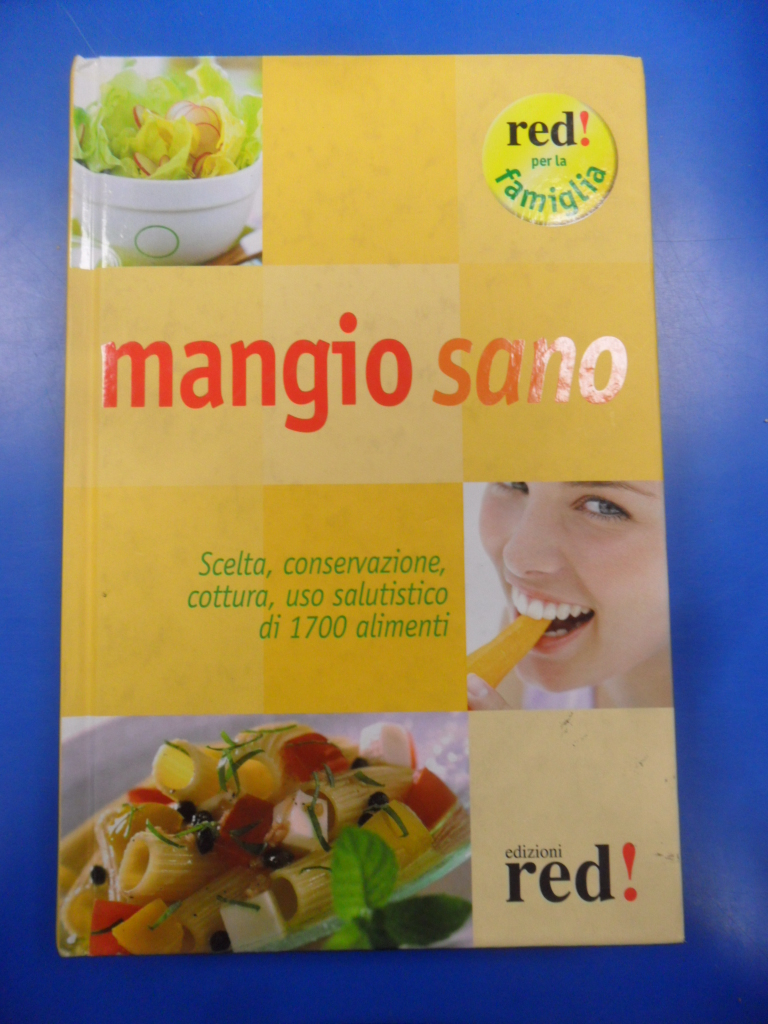 red!
per la
famiglia
mangio sano
Scelta, conservazione,
cottura, uso salutistico
di 1700 alimenti
edizioni
red!